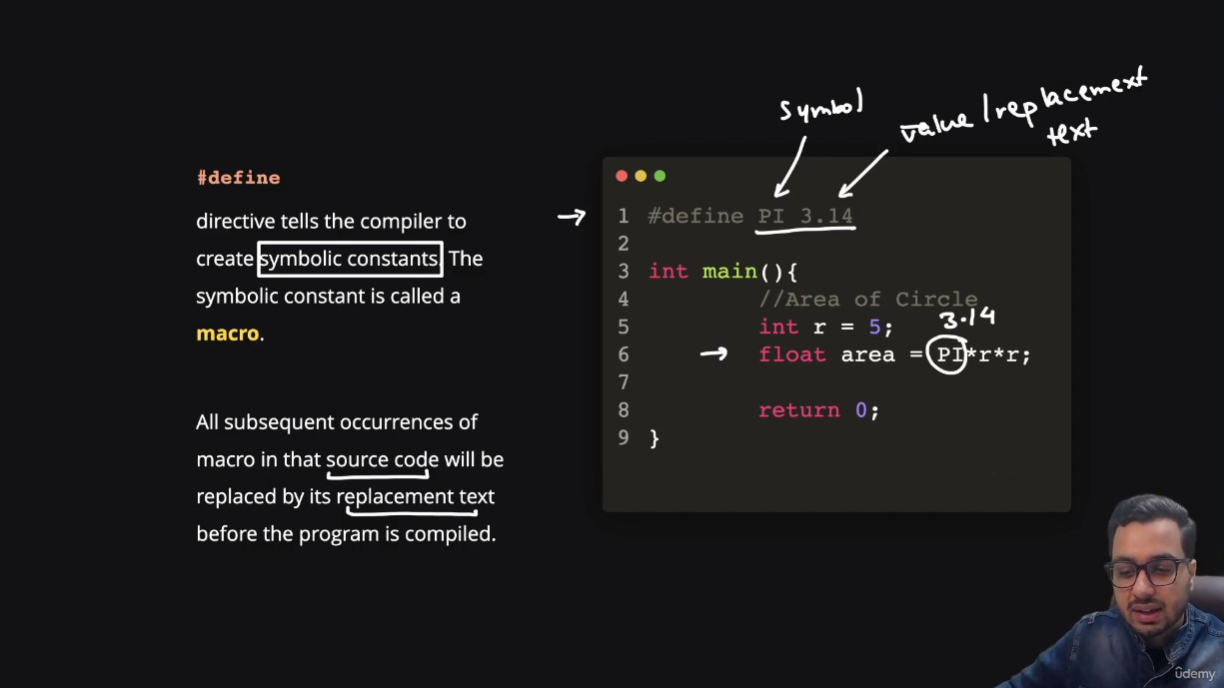 symbol
value/replacement
text
#define
directive tells the compiler to
create symbolic constants. The
symbolic constant is called a
macro.
All subsequent occurrences of
macro in that source code will be
replaced by its replacement text
before the program is compiled.
1 #define PI 3.14
2
3 int main(){
4 //Area of Circle
5 int r = 5;
3.14
6 float area = PI*r*r;
7
8 return 0;
9 }
ûdemy